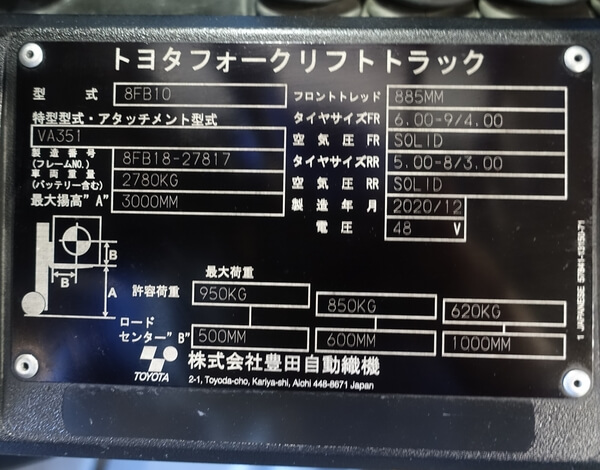 トヨタフォークリフトトラック
型式 8FB10 フロントトレッド 885MM
特型型式・アタッチメント型式 タイヤサイズFR 6.00-9/4.00
VA351 空気圧FR SOLID
製造番号(フレームNO.) 8FB18-27817 タイヤサイズRR 5.00-8/3.00
車両重量(バッテリー含む) 2780KG 空気圧RR SOLID
最大揚高"A" 3000MM 製造年月 2020/12
電圧 48 V
B
B A
最大荷重
許容荷重 950KG 850KG 620KG
ロードセンター"B" 500MM 600MM 1000MM
TOYOTA 株式会社豊田自動織機
2-1, Toyoda-cho, Kariya-shi, Aichi 448-8671 Japan